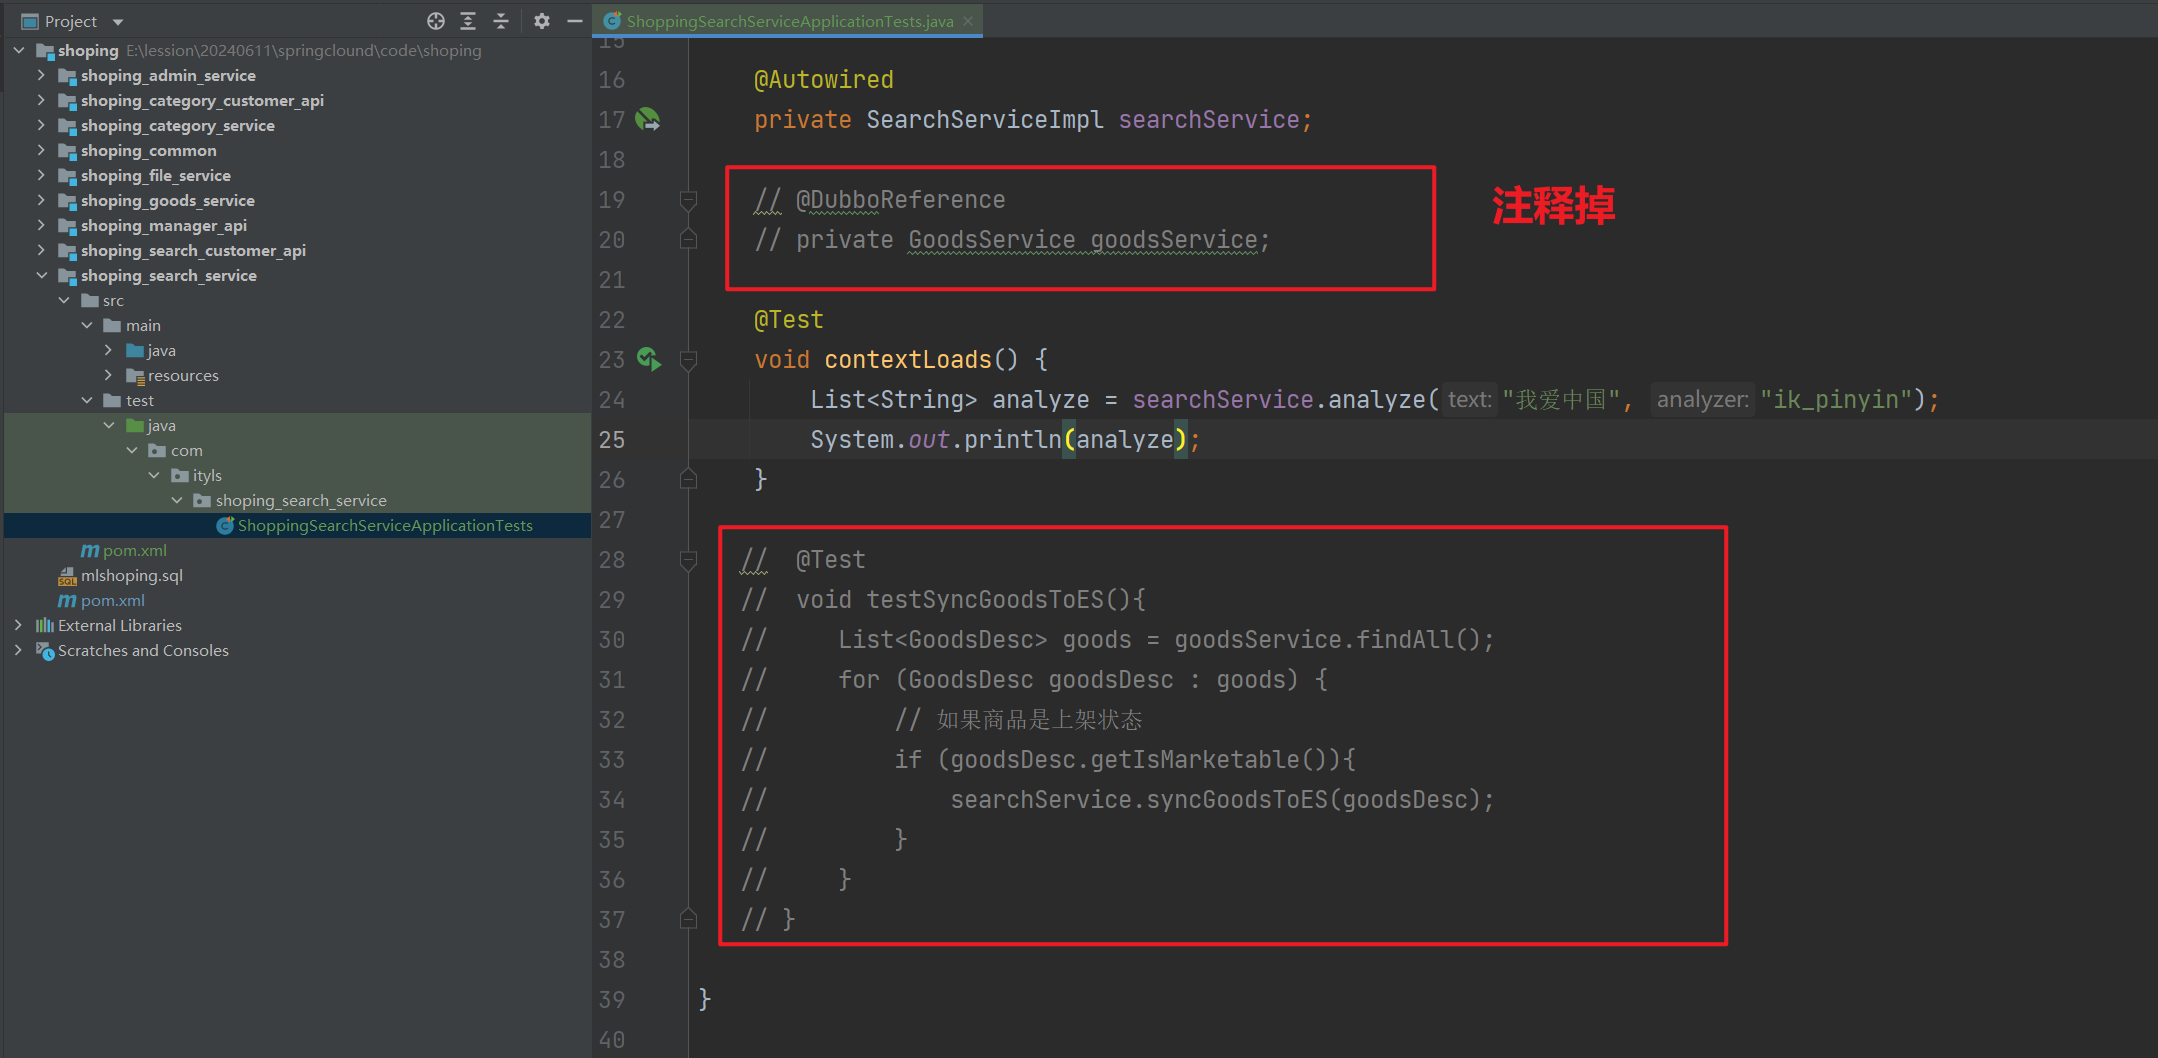 Project
shoping E:\lession\20240611\springclound\code\shoping
shoping_admin_service
shoping_category_customer_api
shoping_category_service
shoping_common
shoping_file_service
shoping_goods_service
shoping_manager_api
shoping_search_customer_api
shoping_search_service
src
main
java
resources
test
java
com
ityls
shoping_search_service
ShoppingSearchServiceApplicationTests
pom.xml
mlshoping.sql
pom.xml
External Libraries
Scratches and Consoles
ShoppingSearchServiceApplicationTests.java
15
16 @Autowired
17 private SearchServiceImpl searchService;
18
19 // @DubboReference
20 // private GoodsService goodsService;
注释掉
21
22 @Test
23 void contextLoads() {
24 List<String> analyze = searchService.analyze( text: "我爱中国", analyzer: "ik_pinyin");
25 System.out.println(analyze);
26 }
27
28 // @Test
29 // void testSyncGoodsToES(){
30 // List<GoodsDesc> goods = goodsService.findAll();
31 // for (GoodsDesc goodsDesc : goods) {
32 // // 如果商品是上架状态
33 // if (goodsDesc.getIsMarketable()){
34 // searchService.syncGoodsToES(goodsDesc);
35 // }
36 // }
37 // }
38
39 }
40